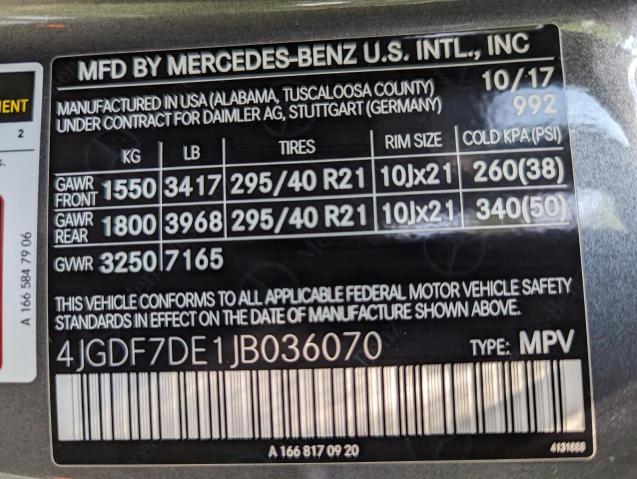 MFD BY MERCEDES-BENZ U.S. INTL., INC
10/17
MANUFACTURED IN USA (ALABAMA, TUSCALOOSA COUNTY)
992
UNDER CONTRACT FOR DAIMLER AG, STUTTGART (GERMANY)
KG LB TIRES RIM SIZE COLD KPA(PSI)
GAWR FRONT 1550 3417 295/40 R21 10Jx21 260(38)
GAWR REAR 1800 3968 295/40 R21 10Jx21 340(50)
GVWR 3250 7165
THIS VEHICLE CONFORMS TO ALL APPLICABLE FEDERAL MOTOR VEHICLE SAFETY
STANDARDS IN EFFECT ON THE DATE OF MANUFACTURE SHOWN ABOVE.
4JGDF7DE1JB036070 TYPE: MPV
A 166 817 09 20
2
A 166 584 79 06